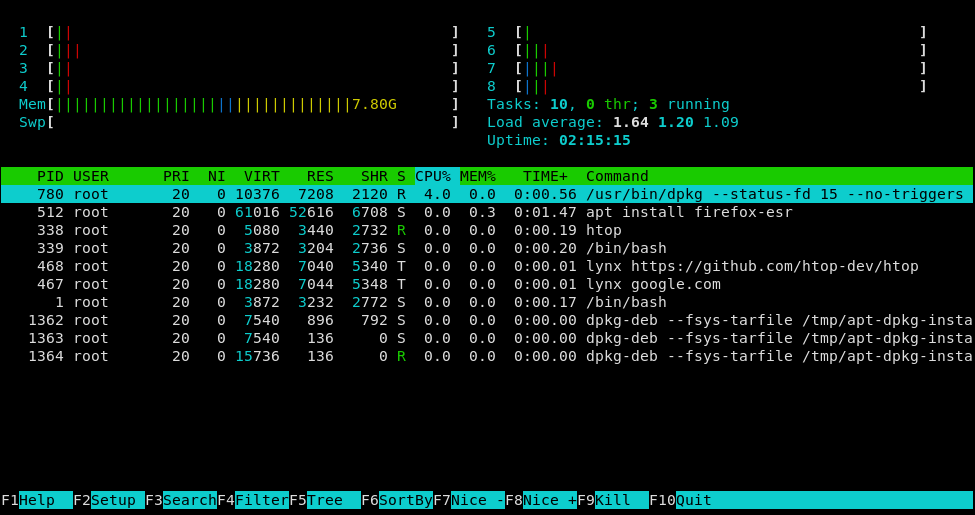 1 [|| ] 5 [| ]
2 [||| ] 6 [||| ]
3 [|| ] 7 [|||| ]
4 [|| ] 8 [||| ]
Mem[|||||||||||||||||||||||||||||||||7.80G ] Tasks: 10, 0 thr; 3 running
Swp[ ] Load average: 1.64 1.20 1.09
Uptime: 02:15:15
PID USER PRI NI VIRT RES SHR S CPU% MEM% TIME+ Command
780 root 20 0 10376 7208 2120 R 4.0 0.0 0:00.56 /usr/bin/dpkg --status-fd 15 --no-triggers
512 root 20 0 61016 52616 6708 S 0.0 0.3 0:01.47 apt install firefox-esr
338 root 20 0 5080 3440 2732 R 0.0 0.0 0:00.19 htop
339 root 20 0 3872 3204 2736 S 0.0 0.0 0:00.20 /bin/bash
468 root 20 0 18280 7040 5340 T 0.0 0.0 0:00.01 lynx https://github.com/htop-dev/htop
467 root 20 0 18280 7044 5348 T 0.0 0.0 0:00.01 lynx google.com
1 root 20 0 3872 3232 2772 S 0.0 0.0 0:00.17 /bin/bash
1362 root 20 0 7540 896 792 S 0.0 0.0 0:00.00 dpkg-deb --fsys-tarfile /tmp/apt-dpkg-insta
1363 root 20 0 7540 136 0 S 0.0 0.0 0:00.00 dpkg-deb --fsys-tarfile /tmp/apt-dpkg-insta
1364 root 20 0 15736 136 0 R 0.0 0.0 0:00.00 dpkg-deb --fsys-tarfile /tmp/apt-dpkg-insta
F1Help F2Setup F3SearchF4FilterF5Tree F6SortByF7Nice -F8Nice +F9Kill F10Quit